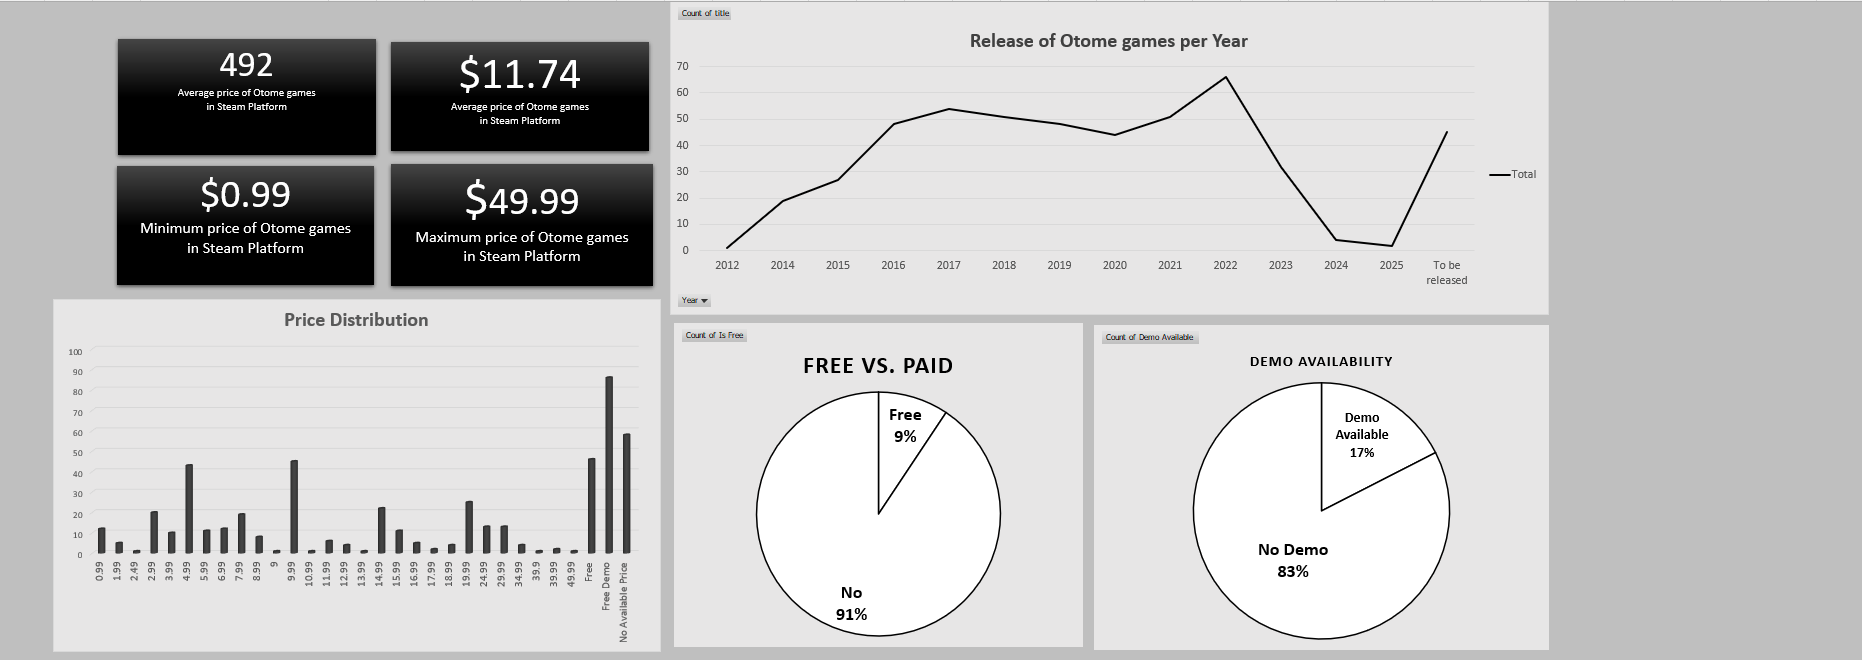 492
Average price of Otome games
in Steam Platform
$11.74
Average price of Otome games
in Steam Platform
$0.99
Minimum price of Otome games
in Steam Platform
$49.99
Maximum price of Otome games
in Steam Platform
Count of title
Release of Otome games per Year
70
60
50
40
30
20
10
0
2012 2014 2015 2016 2017 2018 2019 2020 2021 2022 2023 2024 2025 To be
released
Total
Year
Price Distribution
100
90
80
70
60
50
40
30
20
10
0
0.99 1.99 2.49 2.99 3.99 4.99 5.99 6.99 7.99 8.99 9 9.99 10.99 11.99 12.99 13.99 14.99 15.99 16.99 17.99 18.99 19.99 24.99 29.99 34.99 39.9 39.99 49.99 Free Free Demo No Available Price
Count of Is Free
FREE VS. PAID
Free
9%
No
91%
Count of Demo Available
DEMO AVAILABILITY
Demo
Available
17%
No Demo
83%